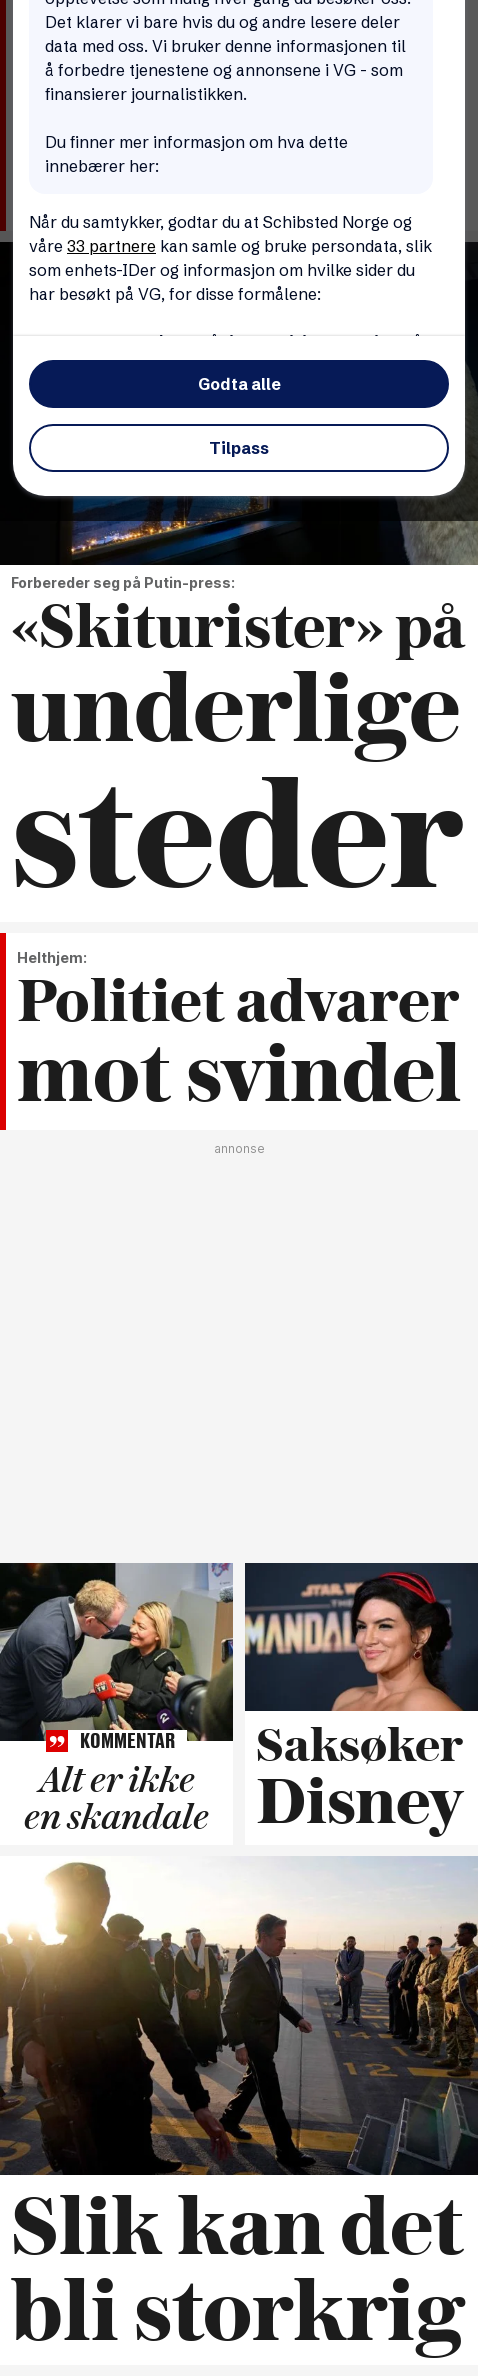 Det klarer vi bare hvis du og andre lesere deler
data med oss. Vi bruker denne informasjonen til
å forbedre tjenestene og annonsene i VG - som
finansierer journalistikken.
Du finner mer informasjon om hva dette
innebærer her:
Når du samtykker, godtar du at Schibsted Norge og
våre 33 partnere kan samle og bruke persondata, slik
som enhets-IDer og informasjon om hvilke sider du
har besøkt på VG, for disse formålene:
Godta alle
Tilpass
Forbereder seg på Putin-press:
«Skiturister» på
underlige
steder
Helthjem:
Politiet advarer
mot svindel
annonse
KOMMENTAR
Alt er ikke
en skandale
STAR WARS
THE
MANDALORIAN
Saksøker
Disney
Slik kan det
bli storkrig